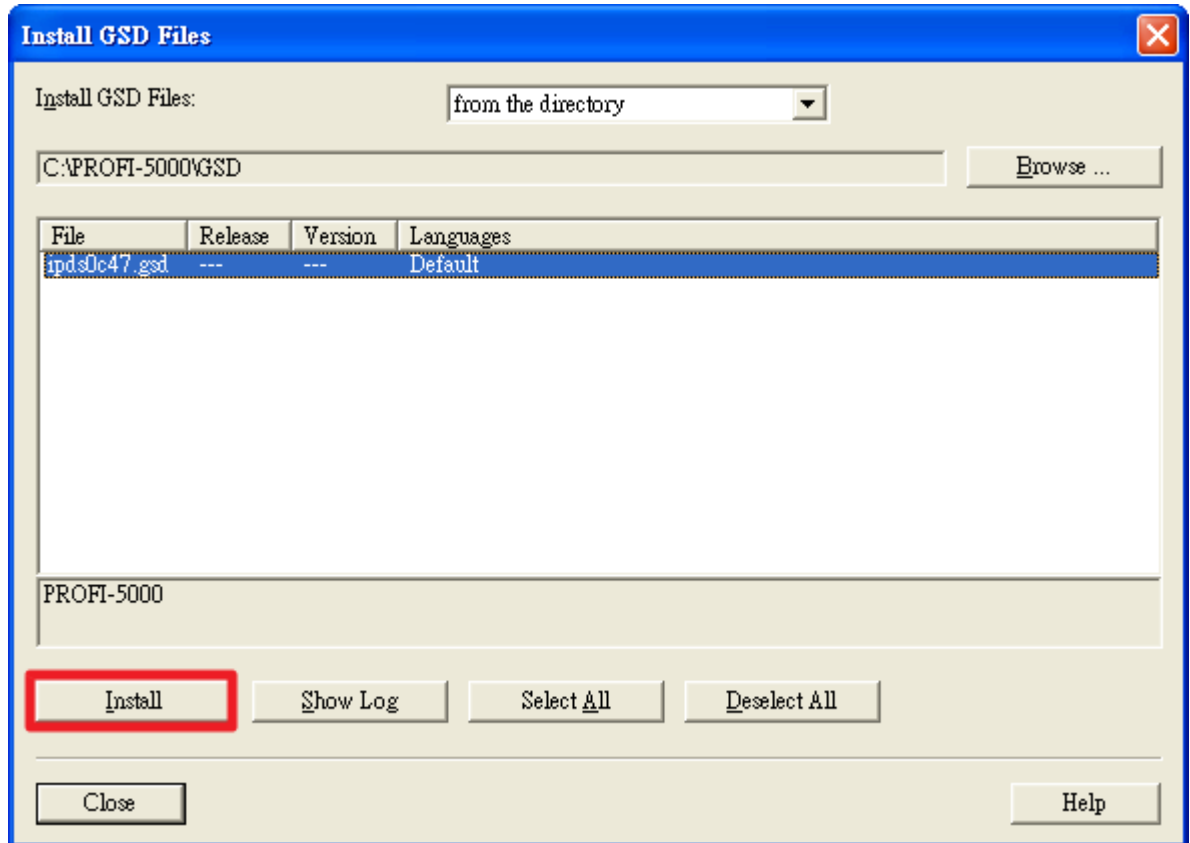 Install GSD Files
Install GSD Files: from the directory
C:\PROFI-5000\GSD Browse ...
File Release Version Languages
ipds0c47.gsd --- --- Default
PROFI-5000
Install Show Log Select All Deselect All
Close Help